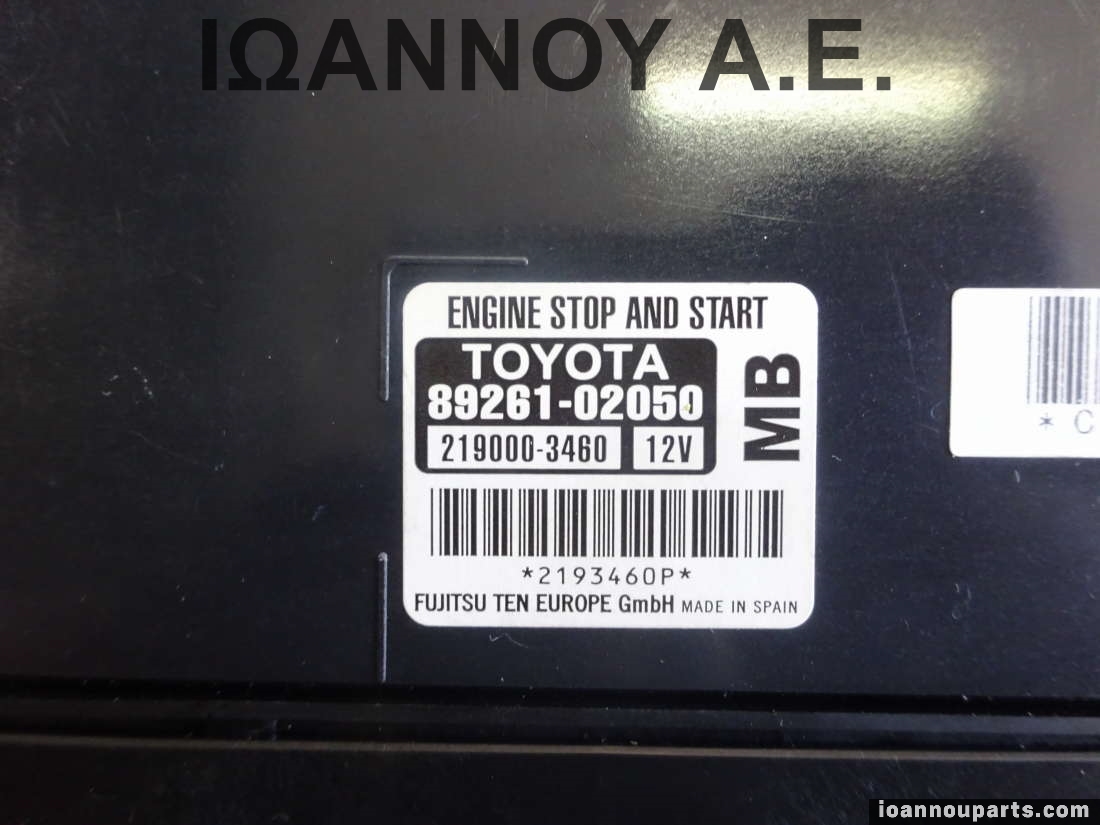 ΙΩΑΝΝΟΥ Α.Ε.
ENGINE STOP AND START
TOYOTA
89261-02050
219000-3460 12V
MB
*2193460P*
FUJITSU TEN EUROPE GmbH MADE IN SPAIN
* C
ioannouparts.com